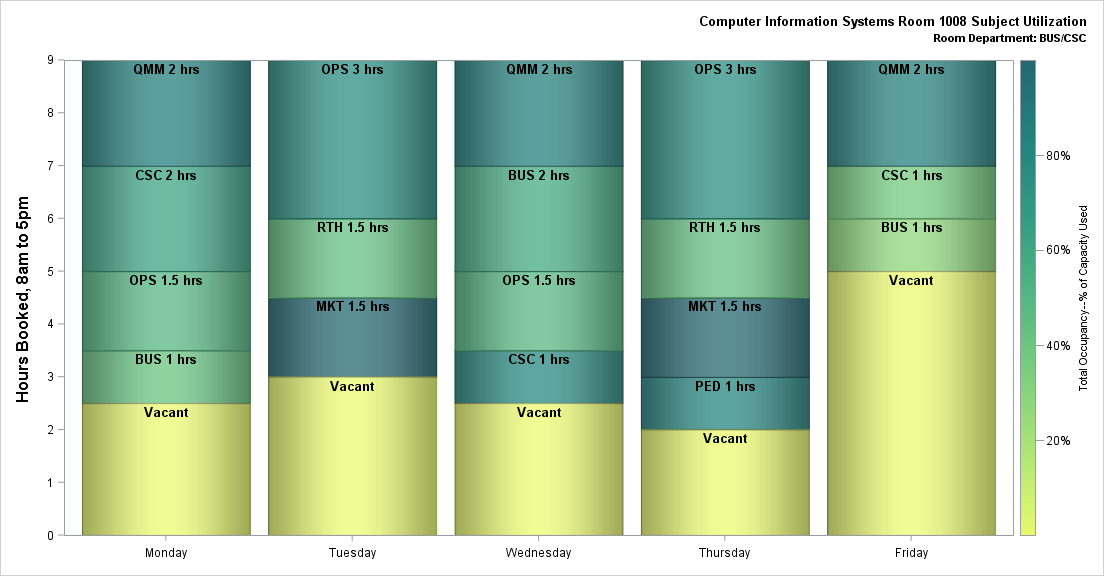 Computer Information Systems Room 1008 Subject Utilization
Room Department: BUS/CSC
Hours Booked, 8am to 5pm
9
8
7
6
5
4
3
2
1
0
QMM 2 hrs
CSC 2 hrs
OPS 1.5 hrs
BUS 1 hrs
Vacant
OPS 3 hrs
RTH 1.5 hrs
MKT 1.5 hrs
Vacant
QMM 2 hrs
BUS 2 hrs
OPS 1.5 hrs
CSC 1 hrs
Vacant
OPS 3 hrs
RTH 1.5 hrs
MKT 1.5 hrs
PED 1 hrs
Vacant
QMM 2 hrs
CSC 1 hrs
BUS 1 hrs
Vacant
Monday
Tuesday
Wednesday
Thursday
Friday
80%
60%
40%
20%
Total Occupancy--% of Capacity Used